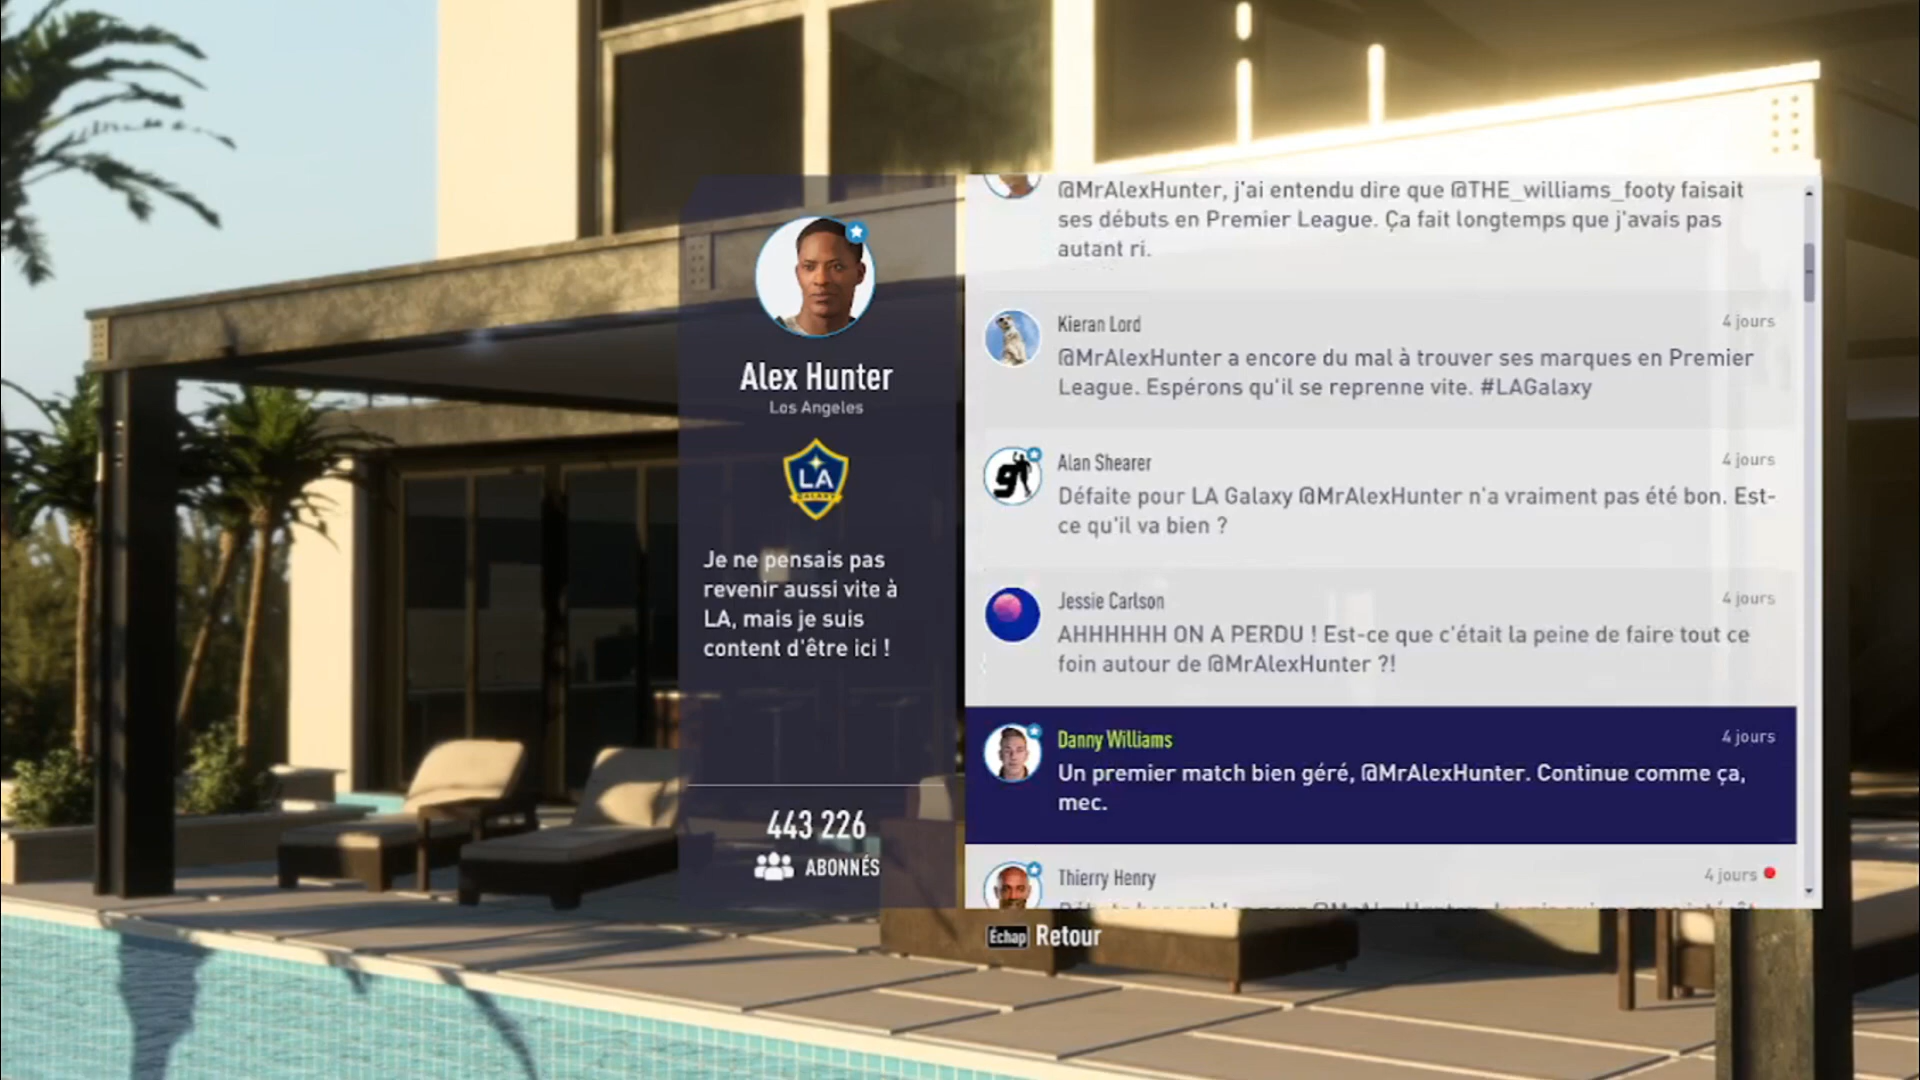 @MrAlexHunter, j'ai entendu dire que @THE_williams_footy faisait
ses débuts en Premier League. Ça fait longtemps que j'avais pas
autant ri.
Kieran Lord
4 jours
@MrAlexHunter a encore du mal à trouver ses marques en Premier
League. Espérons qu'il se reprenne vite. #LAGalaxy
Alan Shearer
4 jours
Défaite pour LA Galaxy @MrAlexHunter n'a vraiment pas été bon. Est-
ce qu'il va bien ?
Jessie Carlson
4 jours
AHHHHHH ON A PERDU ! Est-ce que c'était la peine de faire tout ce
foin autour de @MrAlexHunter ?!
Danny Williams
4 jours
Un premier match bien géré, @MrAlexHunter. Continue comme ça,
mec.
Thierry Henry
4 jours
Alex Hunter
Los Angeles
LA
GALAXY
Je ne pensais pas
revenir aussi vite à
LA, mais je suis
content d'être ici !
443 226
ABONNÉS
Échap Retour